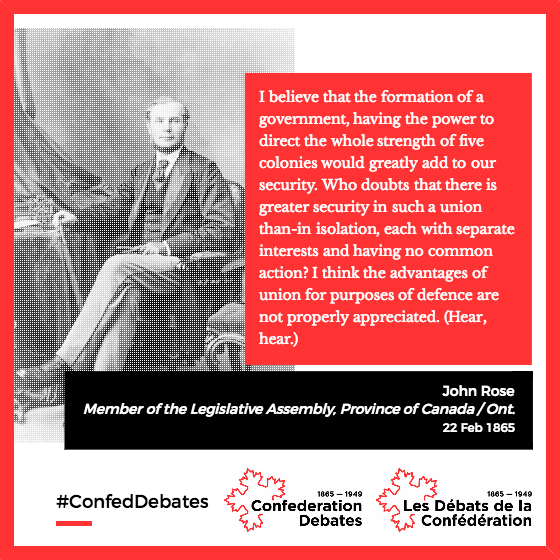 I believe that the formation of a
government, having the power to
direct the whole strength of five
colonies would greatly add to our
security. Who doubts that there is
greater security in such a union
than-in isolation, each with separate
interests and having no common
action? I think the advantages of
union for purposes of defence are
not properly appreciated. (Hear,
hear.)
John Rose
Member of the Legislative Assembly, Province of Canada / Ont.
22 Feb 1865
#ConfedDebates
1865 — 1949
Confederation
Debates
1865 — 1949
Les Débats de la
Confédération